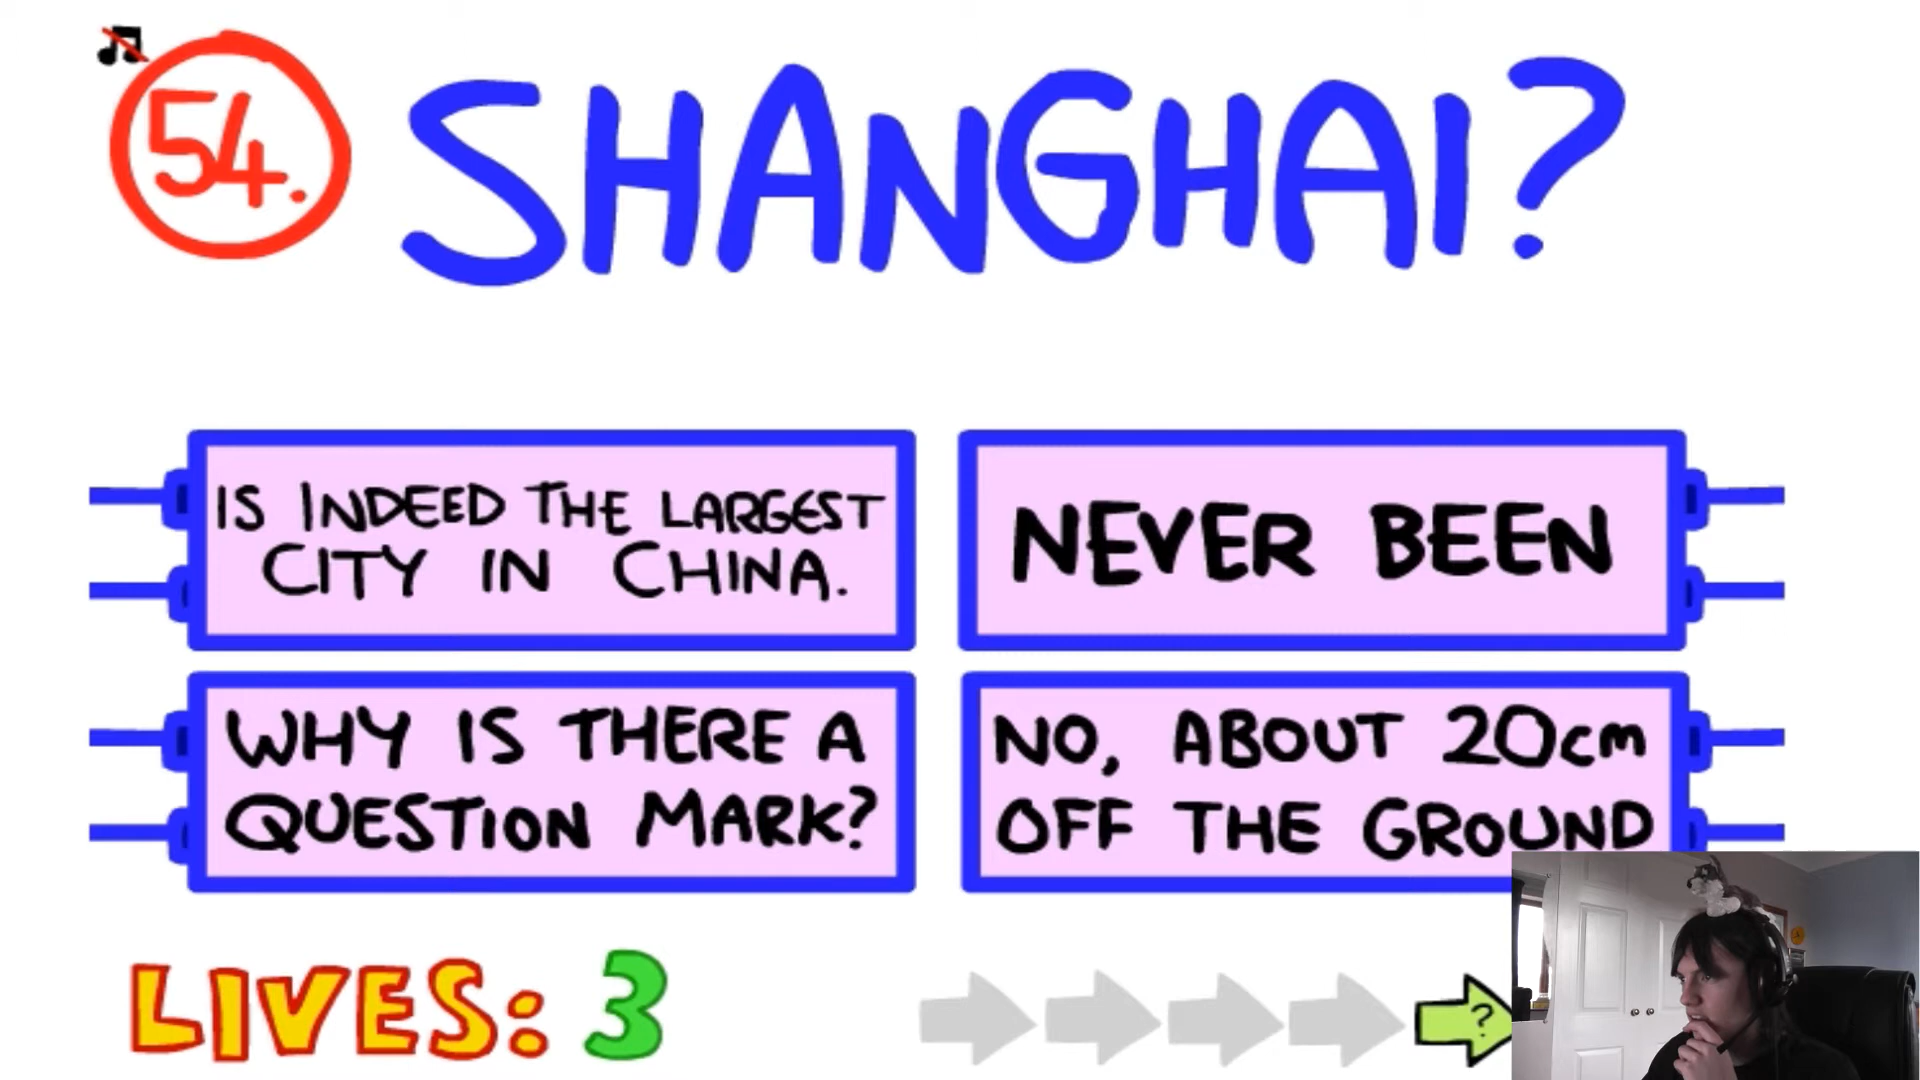 54.
SHANGHAI?
IS INDEED THE LARGEST
CITY IN CHINA.
NEVER BEEN
WHY IS THERE A
QUESTION MARK?
NO, ABOUT 20cm
OFF THE GROUND
LIVES: 3
?